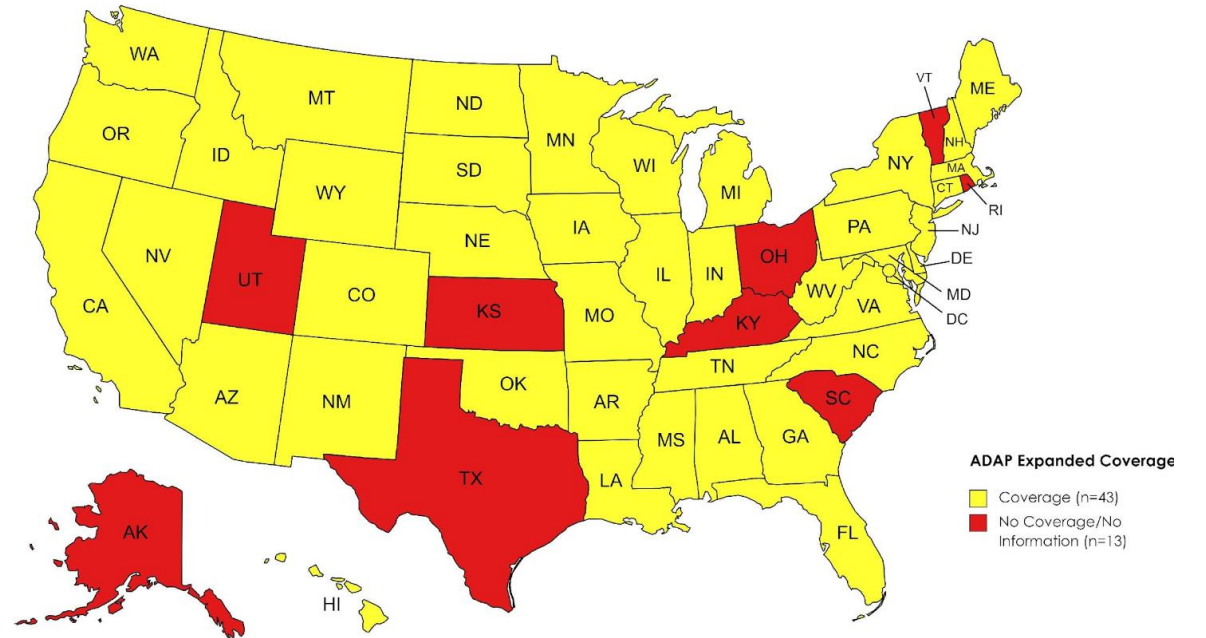 WA
MT
ND
MN
VT
ME
OR
ID
WY
SD
WI
MI
NY
NH
MA
CT
RI
NV
UT
CO
NE
IA
IL
IN
OH
PA
NJ
DE
MD
DC
CA
KS
MO
KY
WV
VA
AZ
NM
OK
AR
TN
NC
SC
TX
LA
MS
AL
GA
FL
AK
HI
ADAP Expanded Coverage
Coverage (n=43)
No Coverage/No
Information (n=13)